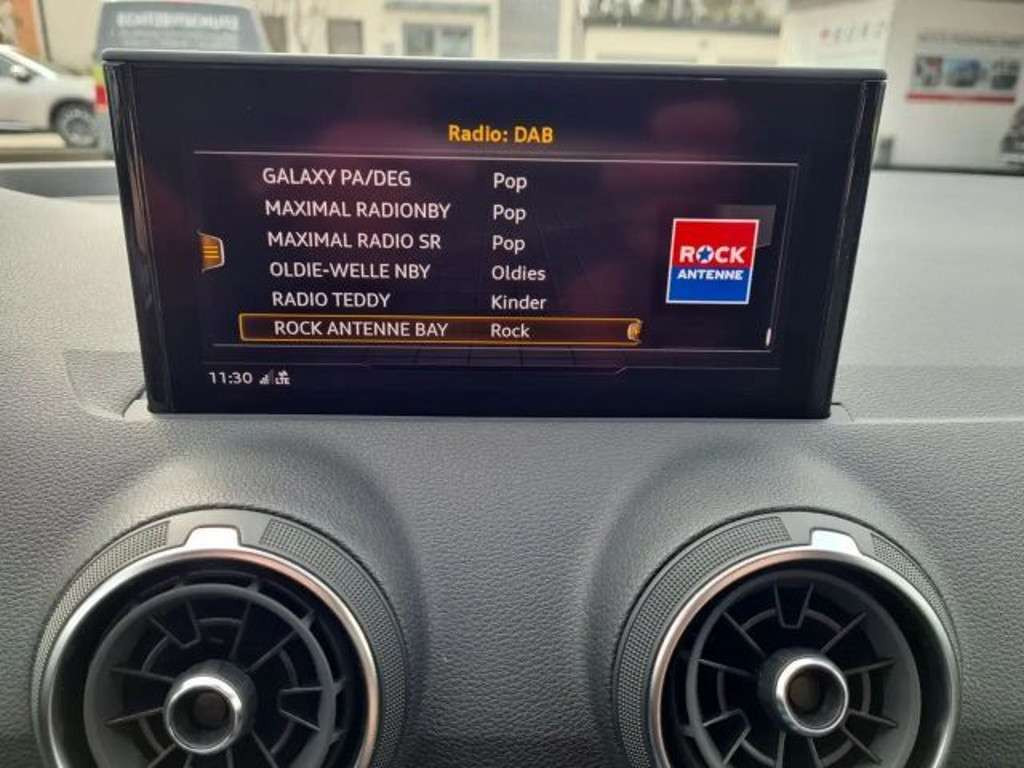 Radio: DAB
GALAXY PA/DEG Pop
MAXIMAL RADIONBY Pop
MAXIMAL RADIO SR Pop
OLDIE-WELLE NBY Oldies
RADIO TEDDY Kinder
ROCK ANTENNE BAY Rock
ROCK
ANTENNE
11:30 LTE